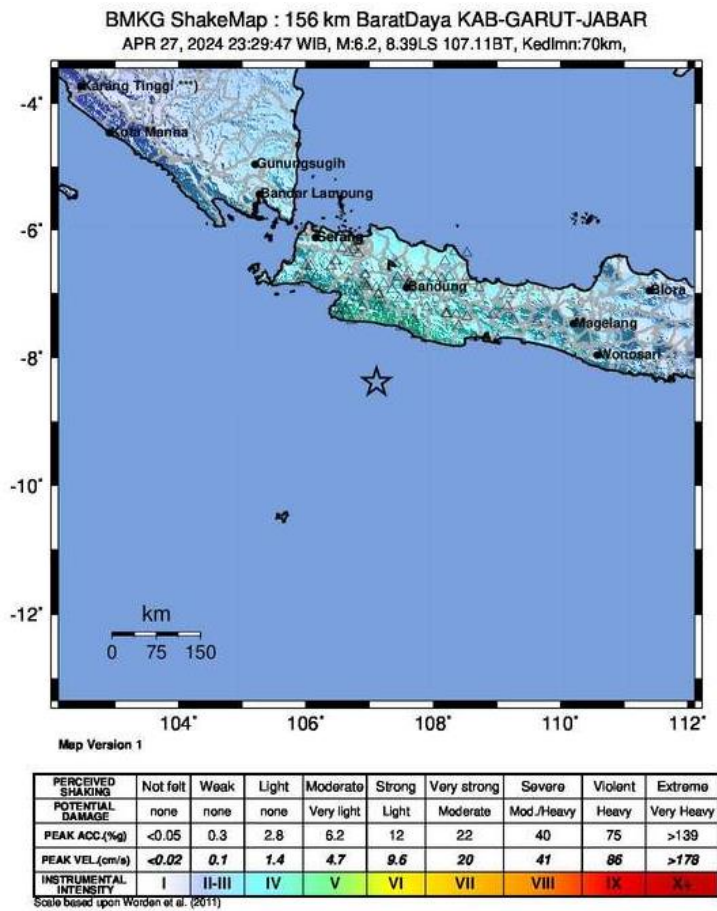 BMKG ShakeMap : 156 km BaratDaya KAB-GARUT-JABAR
APR 27, 2024 23:29:47 WIB, M:6.2, 8.39LS 107.11BT, Kedlmn:70km,
-4°
Karang Tinggi ***)
Kota Manna
Gunungsugih
Bandar Lampung
-6°
Serang
Bandung
Blora
Magelang
Wonosari
-8°
-10°
-12°
km
0 75 150
104° 106° 108° 110° 112°
Map Version 1
PERCEIVED SHAKING Not felt Weak Light Moderate Strong Very strong Severe Violent Extreme
POTENTIAL DAMAGE none none none Very light Light Moderate Mod./Heavy Heavy Very Heavy
PEAK ACC.(%g) <0.05 0.3 2.8 6.2 12 22 40 75 >139
PEAK VEL.(cm/s) <0.02 0.1 1.4 4.7 9.6 20 41 86 >178
INSTRUMENTAL INTENSITY I II-III IV V VI VII VIII IX X+
Scale based upon Worden et al. (2011)